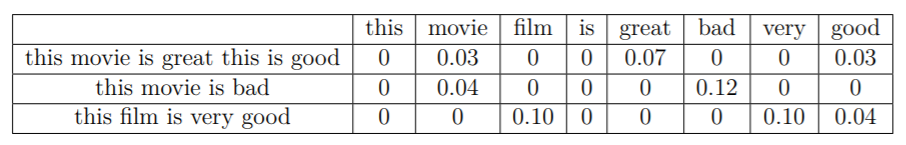 this movie film is great bad very good
this movie is great this is good 0 0.03 0 0 0.07 0 0 0.03
this movie is bad 0 0.04 0 0 0 0.12 0 0
this film is very good 0 0 0.10 0 0 0 0.10 0.04